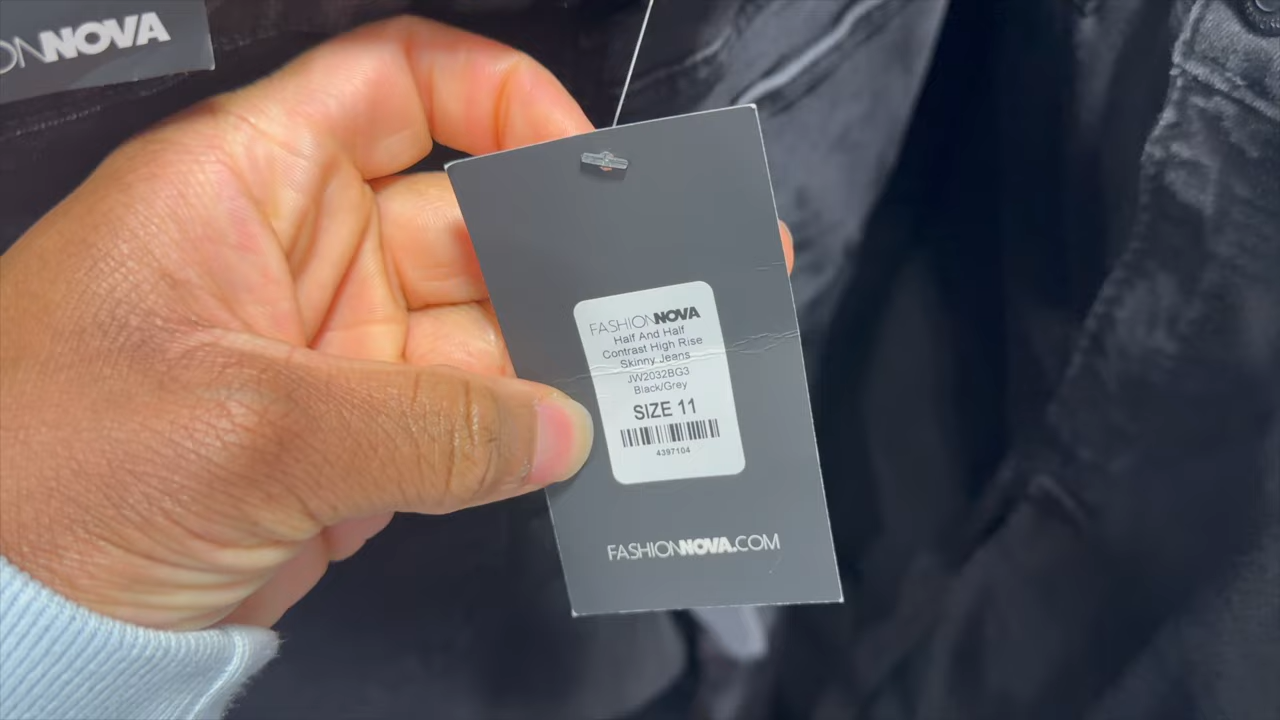 ONNOVA
FASHIONNOVA
Half And Half
Contrast High Rise
Skinny Jeans
JW2032BG3
Black/Grey
SIZE 11
4397104
FASHIONNOVA.COM